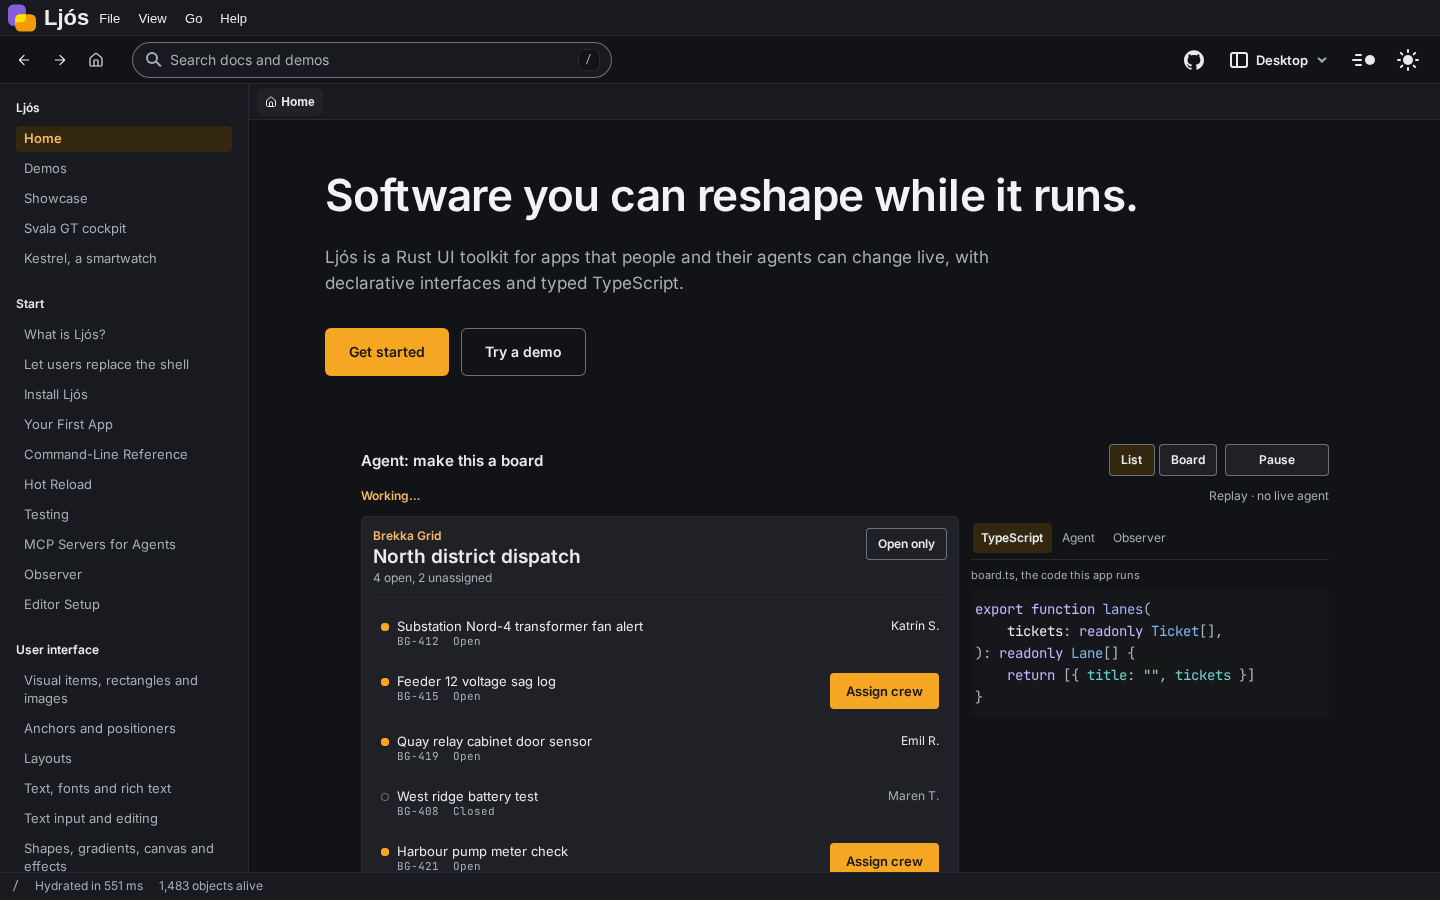 Ljós File View Go Help
Search docs and demos /
Desktop
Ljós
Home
Demos
Showcase
Svala GT cockpit
Kestrel, a smartwatch
Start
What is Ljós?
Let users replace the shell
Install Ljós
Your First App
Command-Line Reference
Hot Reload
Testing
MCP Servers for Agents
Observer
Editor Setup
User interface
Visual items, rectangles and
images
Anchors and positioners
Layouts
Text, fonts and rich text
Text input and editing
Shapes, gradients, canvas and
effects
Home
Software you can reshape while it runs.
Ljós is a Rust UI toolkit for apps that people and their agents can change live, with
declarative interfaces and typed TypeScript.
Get started Try a demo
Agent: make this a board
List Board Pause
Working...
Replay · no live agent
Brekka Grid
North district dispatch
4 open, 2 unassigned
Open only
Substation Nord-4 transformer fan alert
BG-412 Open
Katrín S.
Feeder 12 voltage sag log
BG-415 Open
Assign crew
Quay relay cabinet door sensor
BG-419 Open
Emil R.
West ridge battery test
BG-408 Closed
Maren T.
Harbour pump meter check
BG-421 Open
Assign crew
TypeScript Agent Observer
board.ts, the code this app runs
export function lanes(
    tickets: readonly Ticket[],
): readonly Lane[] {
    return [{ title: "", tickets }]
}
/ Hydrated in 551 ms 1,483 objects alive